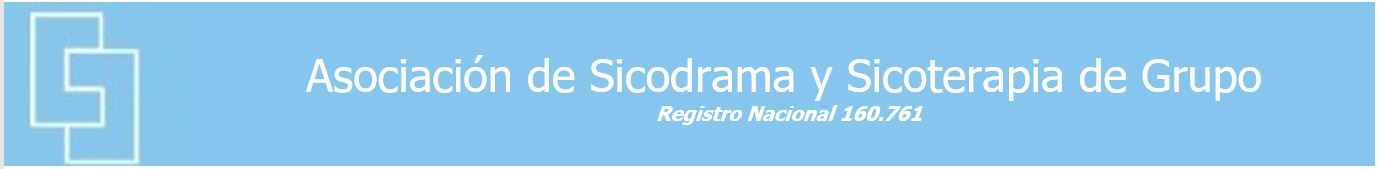 Asociación de Sicodrama y Sicoterapia de Grupo
Registro Nacional 160.761